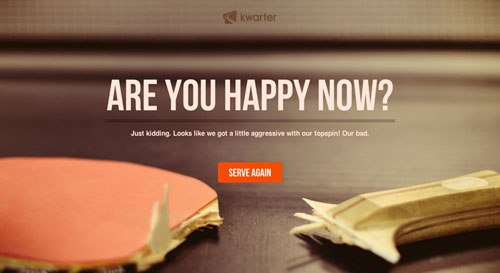 kwarter
ARE YOU HAPPY NOW?
Just kidding. Looks like we got a little aggressive with our topspin! Our bad.
SERVE AGAIN